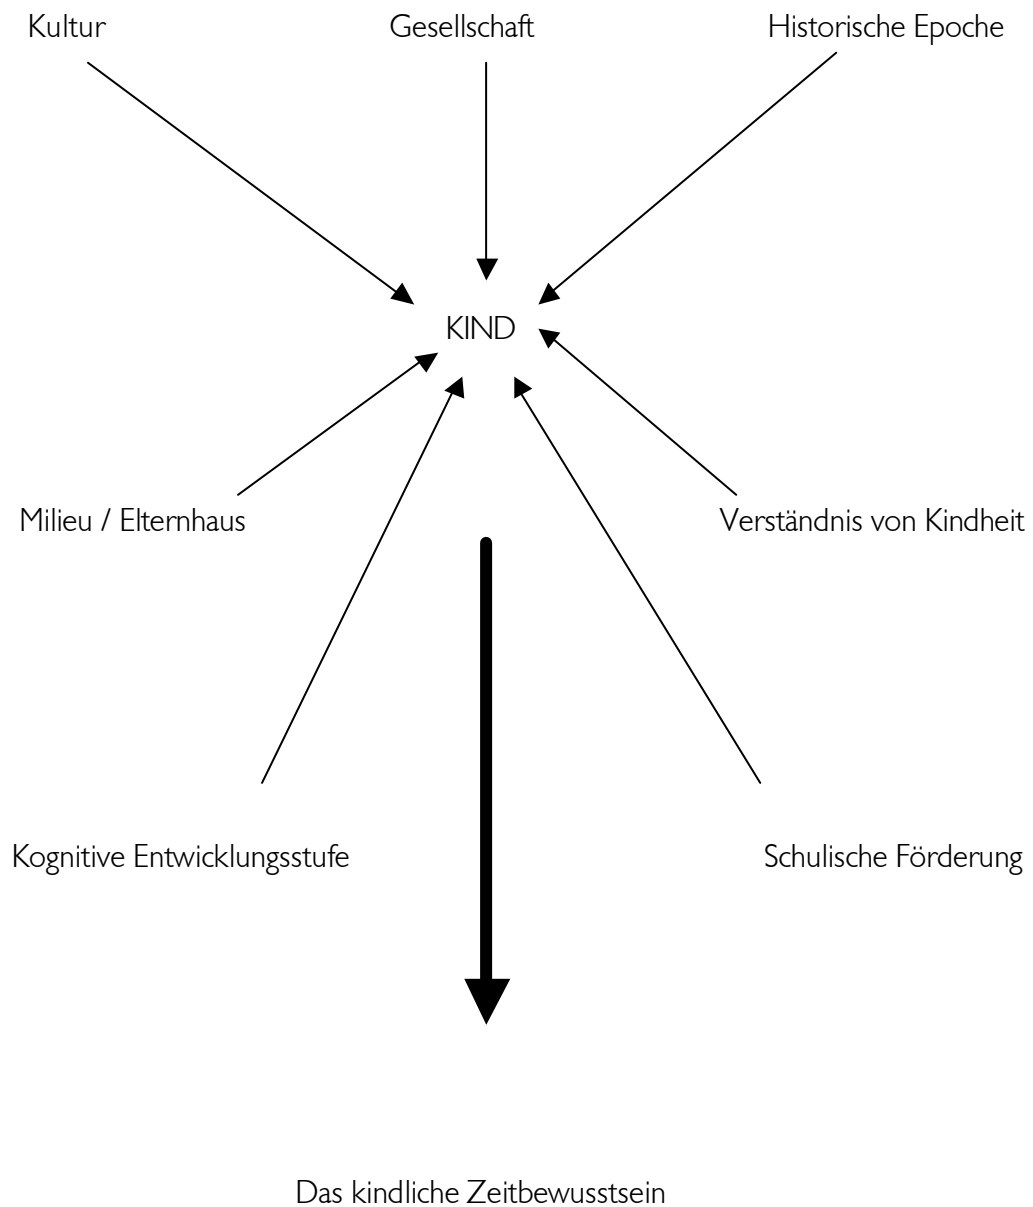 Kultur
Gesellschaft
Historische Epoche
KIND
Milieu / Elternhaus
Verständnis von Kindheit
Kognitive Entwicklungsstufe
Schulische Förderung
Das kindliche Zeitbewusstsein